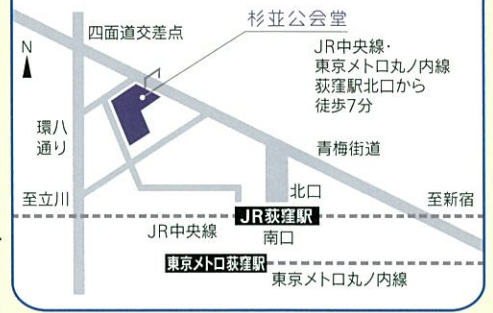 杉並公会堂
四面道交差点
N
JR中央線・
東京メトロ丸ノ内線
荻窪駅北口から
徒歩7分
環八
通り
青梅街道
至立川
北口
至新宿
JR荻窪駅
JR中央線
南口
東京メトロ荻窪駅
東京メトロ丸ノ内線